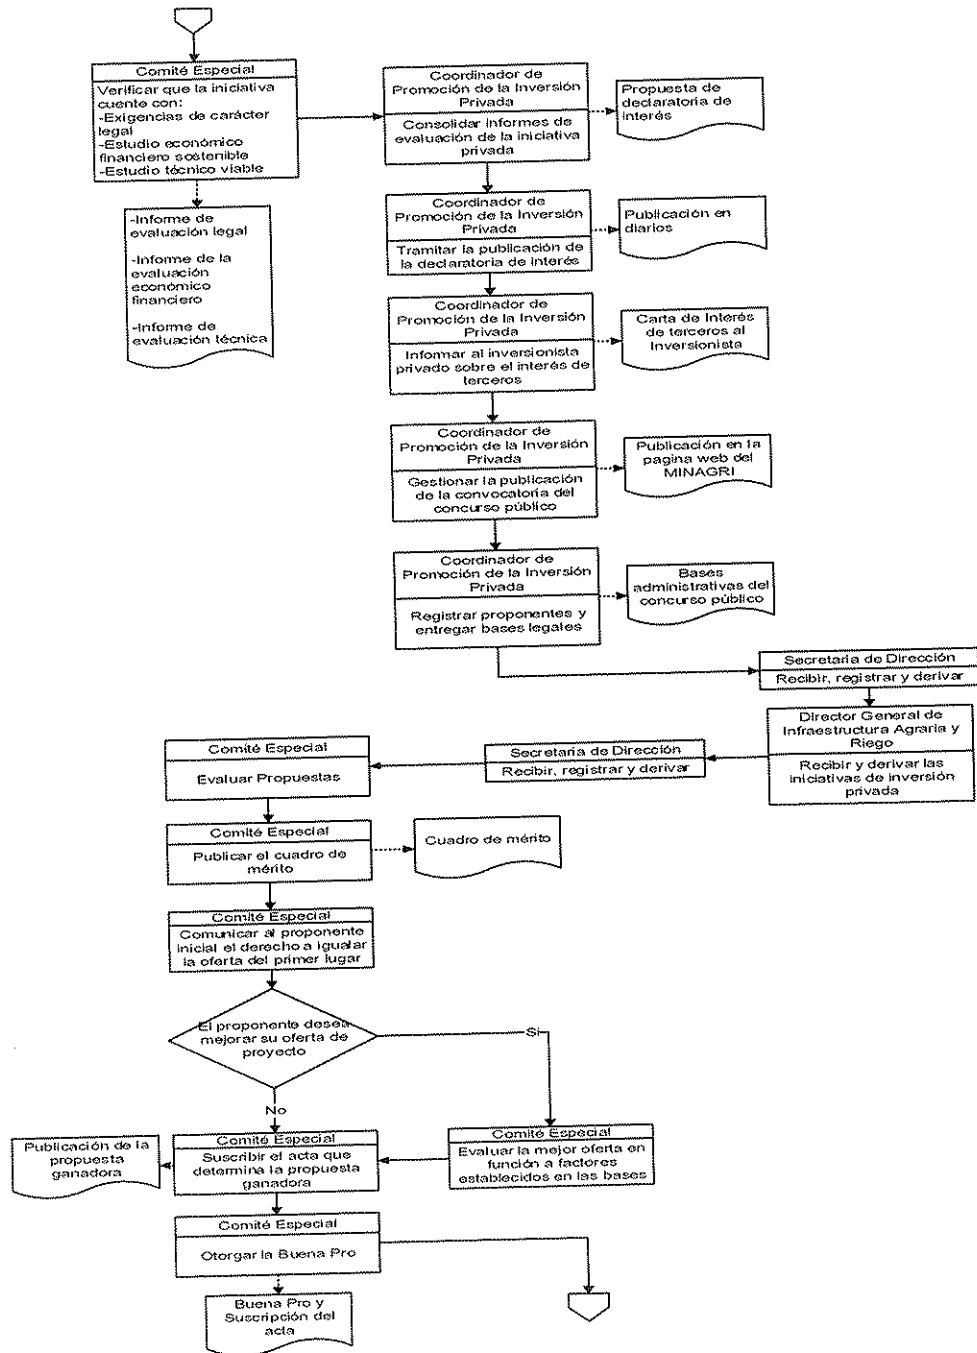 Comité Especial
Verificar que la iniciativa
cuente con:
-Exigencias de carácter
legal
-Estudio económico
financiero sostenible
-Estudio técnico viable
-Informe de
evaluación legal
-Informe de la
evaluación
económico
financiero
-Informe de
evaluación técnica
Coordinador de
Promoción de la Inversión
Privada
Consolidar informes de
evaluación de la iniciativa
privada
Propuesta de
declaratoria de
interés
Coordinador de
Promoción de la Inversión
Privada
Tramitar la publicación de
la declaratoria de interés
Publicación en
diarios
Coordinador de
Promoción de la Inversión
Privada
Informar al inversionista
privado sobre el interés de
terceros
Carta de Interés
de terceros al
Inversionista
Coordinador de
Promoción de la Inversión
Privada
Gestionar la publicación
de la convocatoria del
concurso público
Publicación en la
pagina web del
MINAGRI
Coordinador de
Promoción de la Inversión
Privada
Registrar proponentes y
entregar bases legales
Bases
administrativas del
concurso público
Secretaria de Dirección
Recibir, registrar y derivar
Director General de
Infraestructura Agraria y
Riego
Recibir y derivar las
iniciativas de inversión
privada
Secretaria de Dirección
Recibir, registrar y derivar
Comité Especial
Evaluar Propuestas
Comité Especial
Publicar el cuadro de
mérito
Cuadro de mérito
Comité Especial
Comunicar al proponente
inicial el derecho a igualar
la oferta del primer lugar
El proponente desea
mejorar su oferta de
proyecto
Si
No
Comité Especial
Evaluar la mejor oferta en
función a factores
establecidos en las bases
Comité Especial
Suscribir el acta que
determina la propuesta
ganadora
Publicación de la
propuesta
ganadora
Comité Especial
Otorgar la Buena Pro
Buena Pro y
Suscripción del
acta